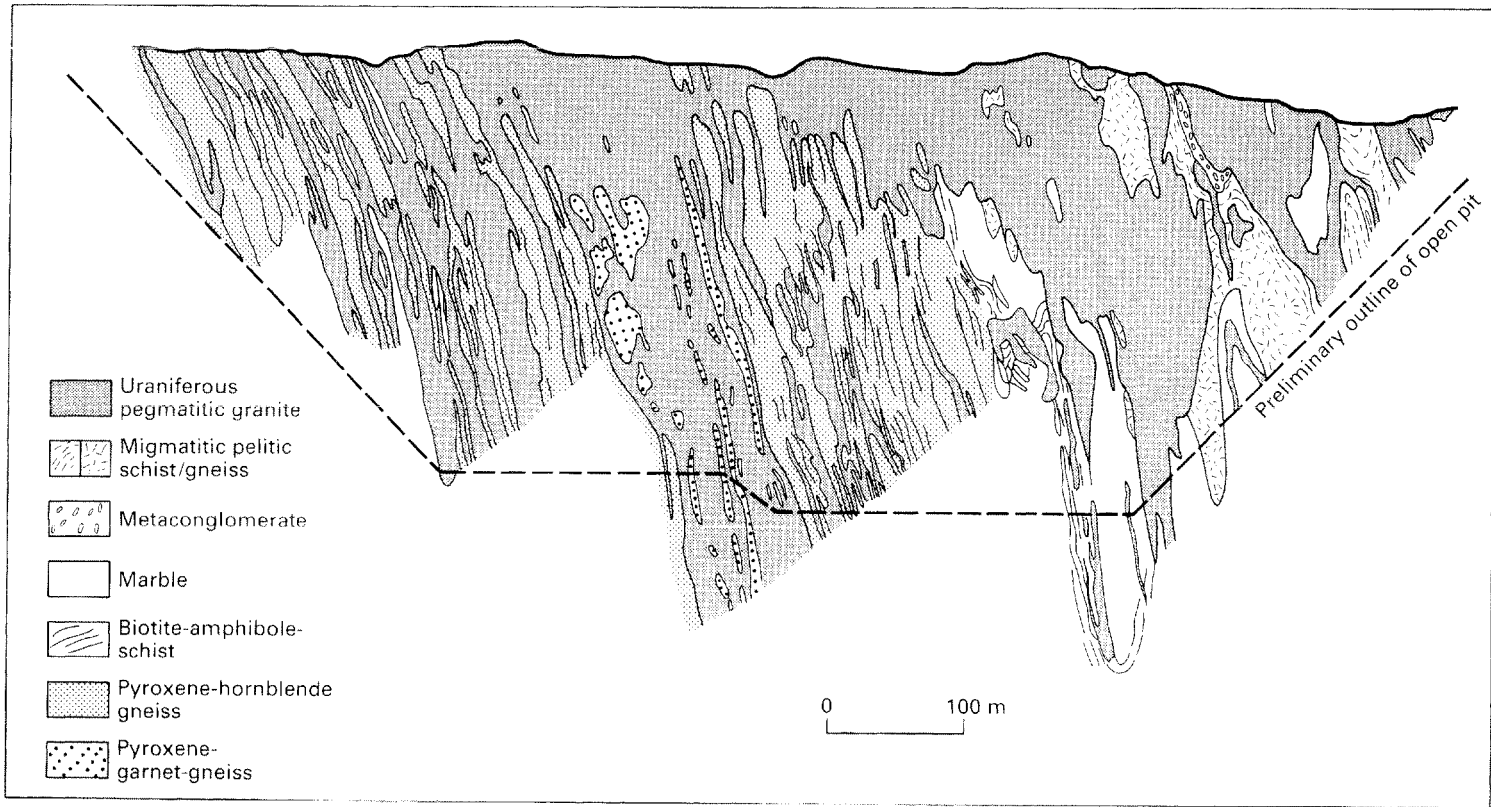 Uraniferous
pegmatitic granite
Migmatitic pelitic
schist/gneiss
Metaconglomerate
Marble
Biotite-amphibole-
schist
Pyroxene-hornblende
gneiss
Pyroxene-
garnet-gneiss
0 100 m
Preliminary outline of open pit